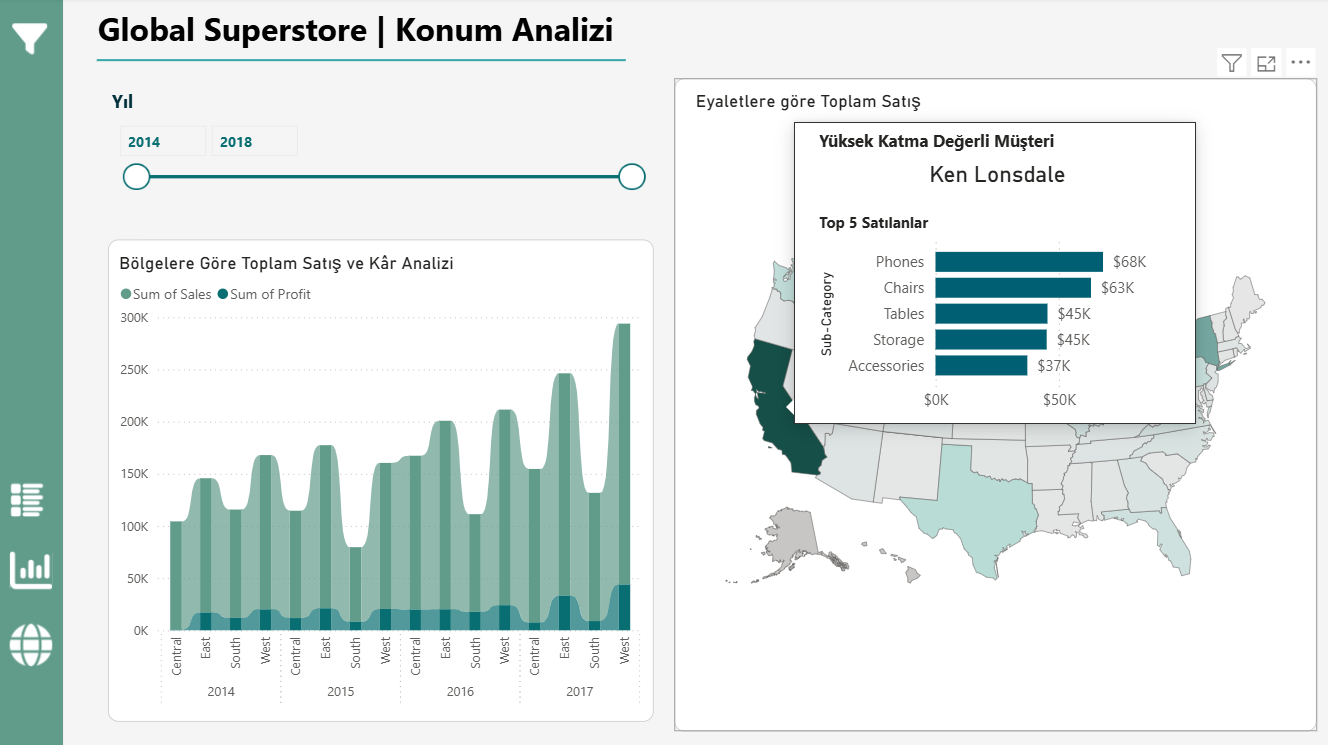 Global Superstore | Konum Analizi
Yıl
2014 2018
Bölgelere Göre Toplam Satış ve Kâr Analizi
Sum of Sales Sum of Profit
300K
250K
200K
150K
100K
50K
0K
Central East South West Central East South West Central East South West Central East South West
2014 2015 2016 2017
Eyaletlere göre Toplam Satış
Yüksek Katma Değerli Müşteri
Ken Lonsdale
Top 5 Satılanlar
Sub-Category
Phones $68K
Chairs $63K
Tables $45K
Storage $45K
Accessories $37K
$0K $50K